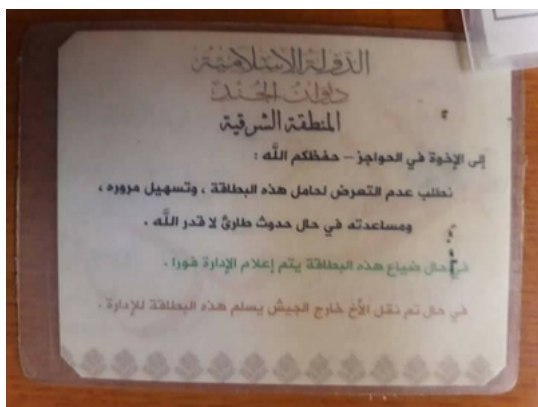 الدولة الإسلامية
ديوان الجند
المنطقة الشرقية
إلى الإخوة في الحواجز – حفظكم الله :
نطلب عدم التعرض لحامل هذه البطاقة ، وتسهيل مروره ،
ومساعدته في حال حدوث طارئ لا قدر الله .
في حال ضياع هذه البطاقة يتم إعلام الإدارة فورا .
في حال تم نقل الأخ خارج الجيش يسلم هذه البطاقة للإدارة .